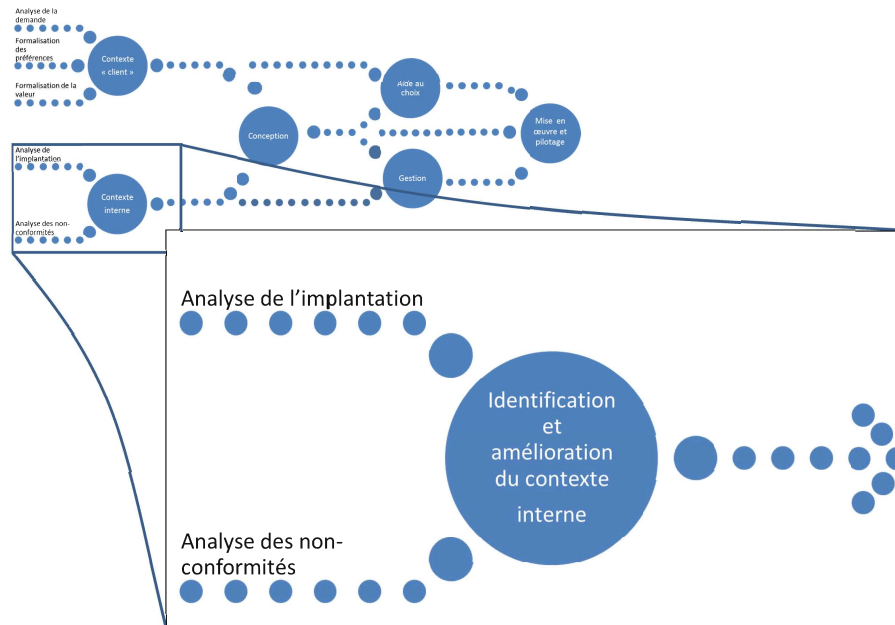 Analyse de la
demande
Formalisation
des
préférences
Formalisation de la
valeur
Contexte
« client »
Analyse de
l'implantation
Analyse des non-
conformités
Contexte
interne
Conception
Aide au
choix
Gestion
Mise en
œuvre et
pilotage
Analyse de l'implantation
Analyse des non-
conformités
Identification
et
amélioration
du contexte
interne